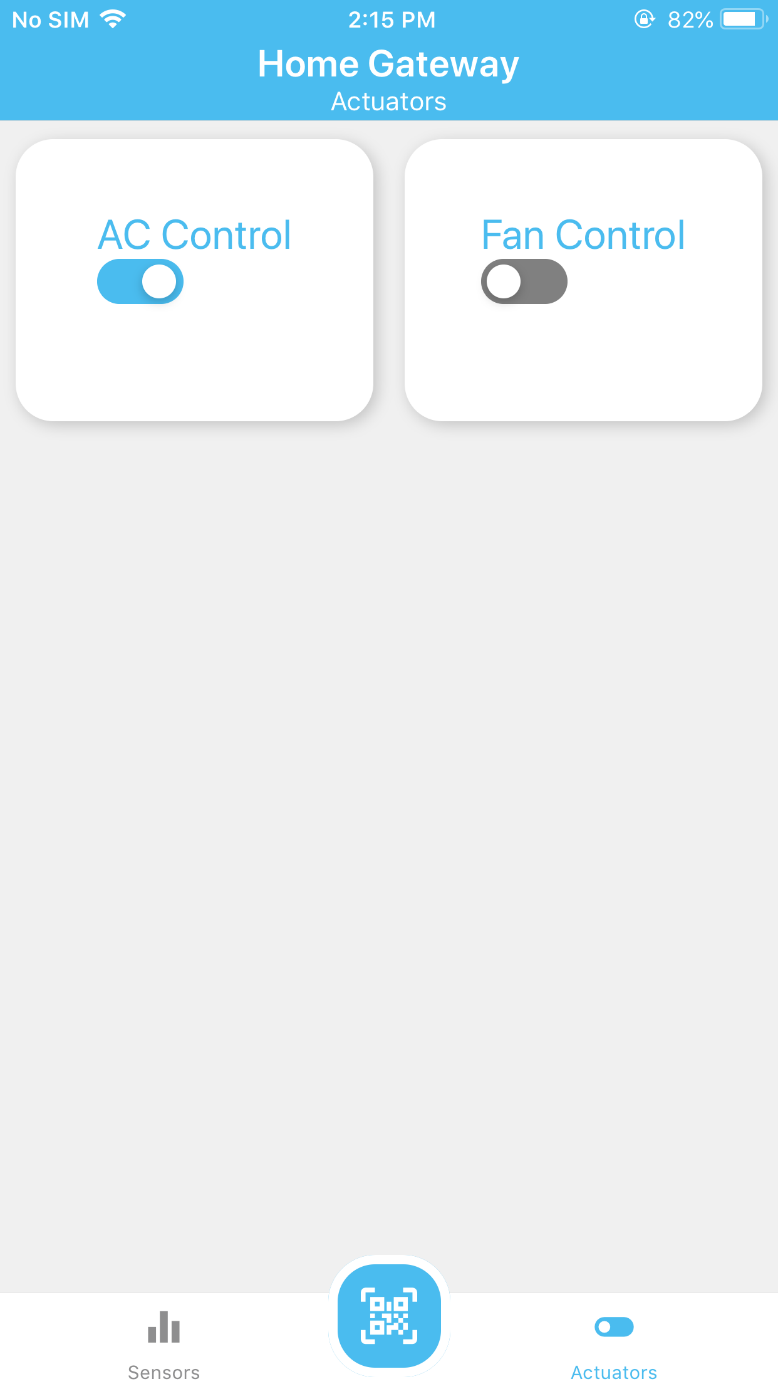 No SIM 2:15 PM 82%
Home Gateway
Actuators
AC Control Fan Control
Sensors Actuators